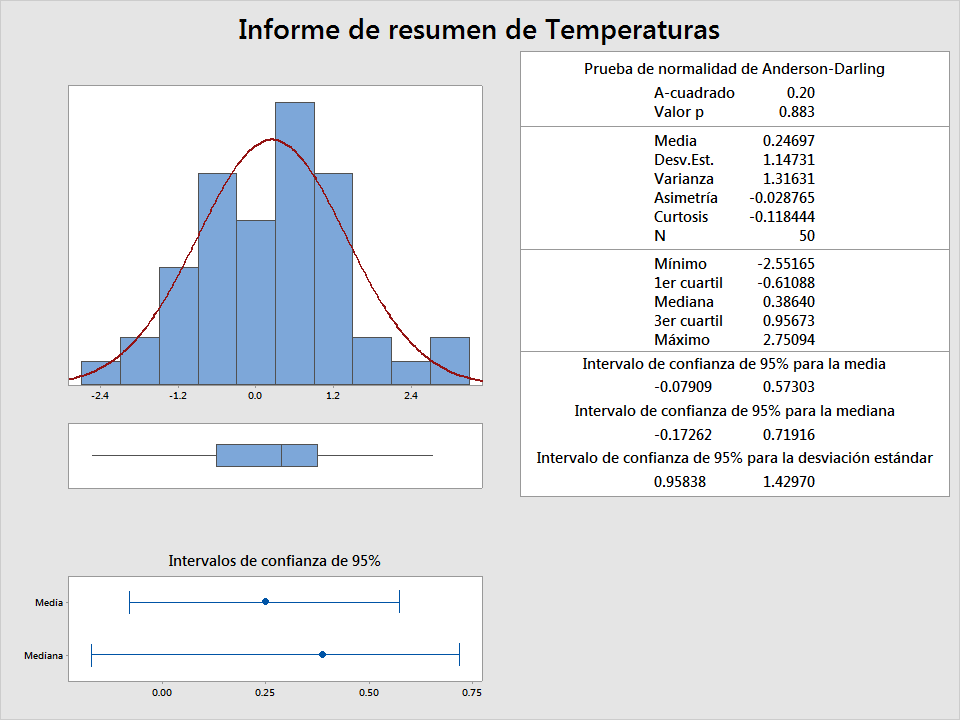 Informe de resumen de Temperaturas
-2.4 -1.2 0.0 1.2 2.4
Intervalos de confianza de 95%
Media
Mediana
0.00 0.25 0.50 0.75
Prueba de normalidad de Anderson-Darling
A-cuadrado 0.20
Valor p 0.883
Media 0.24697
Desv.Est. 1.14731
Varianza 1.31631
Asimetría -0.028765
Curtosis -0.118444
N 50
Mínimo -2.55165
1er cuartil -0.61088
Mediana 0.38640
3er cuartil 0.95673
Máximo 2.75094
Intervalo de confianza de 95% para la media
-0.07909 0.57303
Intervalo de confianza de 95% para la mediana
-0.17262 0.71916
Intervalo de confianza de 95% para la desviación estándar
0.95838 1.42970